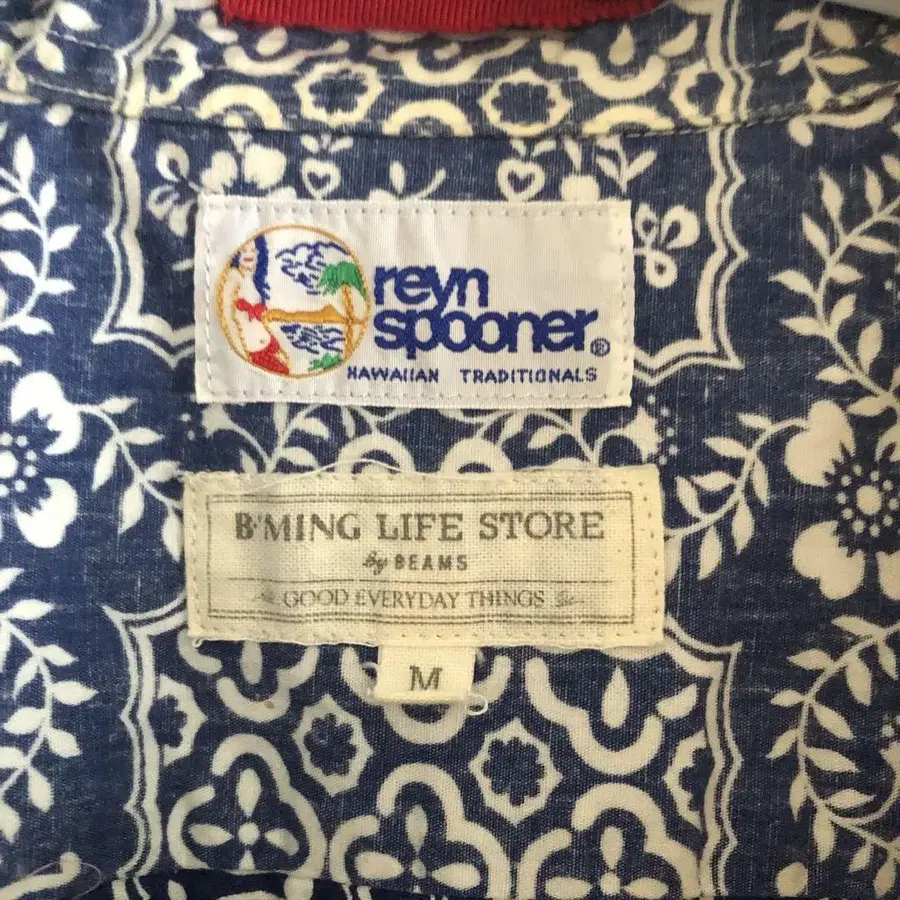 reyn
spooner®
HAWAIIAN TRADITIONALS
B:MING LIFE STORE
by BEAMS
GOOD EVERYDAY THINGS
M